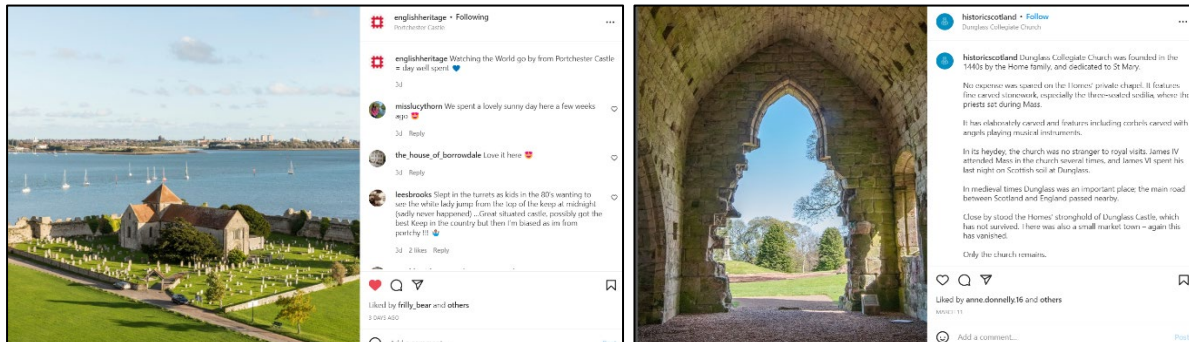 englishheritage • Following
Portchester Castle
englishheritage Watching the World go by from Portchester Castle
= day well spent 💙
3d
misslucythorn We spent a lovely sunny day here a few weeks
ago 😍
3d Reply
the_house_of_borrowdale Love it here 😍
3d Reply
leesbrooks Slept in the turrets as kids in the 80's wanting to
see the white lady jump from the top of the keep at midnight
(sadly never happened) ...Great situated castle, possibly got the
best Keep in the country but then I'm biased as im from
portchy !!!
3d 2 likes Reply
Liked by frilly_bear and others
3 DAYS AGO
historicscotland • Follow
Dunglass Collegiate Church
historicscotland Dunglass Collegiate Church was founded in the
1440s by the Home family, and dedicated to St Mary.
No expense was spared on the Homes' private chapel. It features
fine carved stonework, especially the three-seated sedilia, where the
priests sat during Mass.
It has elaborately carved and features including corbels carved with
angels playing musical instruments.
In its heyday, the church was no stranger to royal visits. James IV
attended Mass in the church several times, and James VI spent his
last night on Scottish soil at Dunglass.
In medieval times Dunglass was an important place; the main road
between Scotland and England passed nearby.
Close by stood the Homes' stronghold of Dunglass Castle, which
has not survived. There was also a small market town – again this
has vanished.
Only the church remains.
Liked by anne.donnelly.16 and others
MARCH 11
Add a comment...
Post